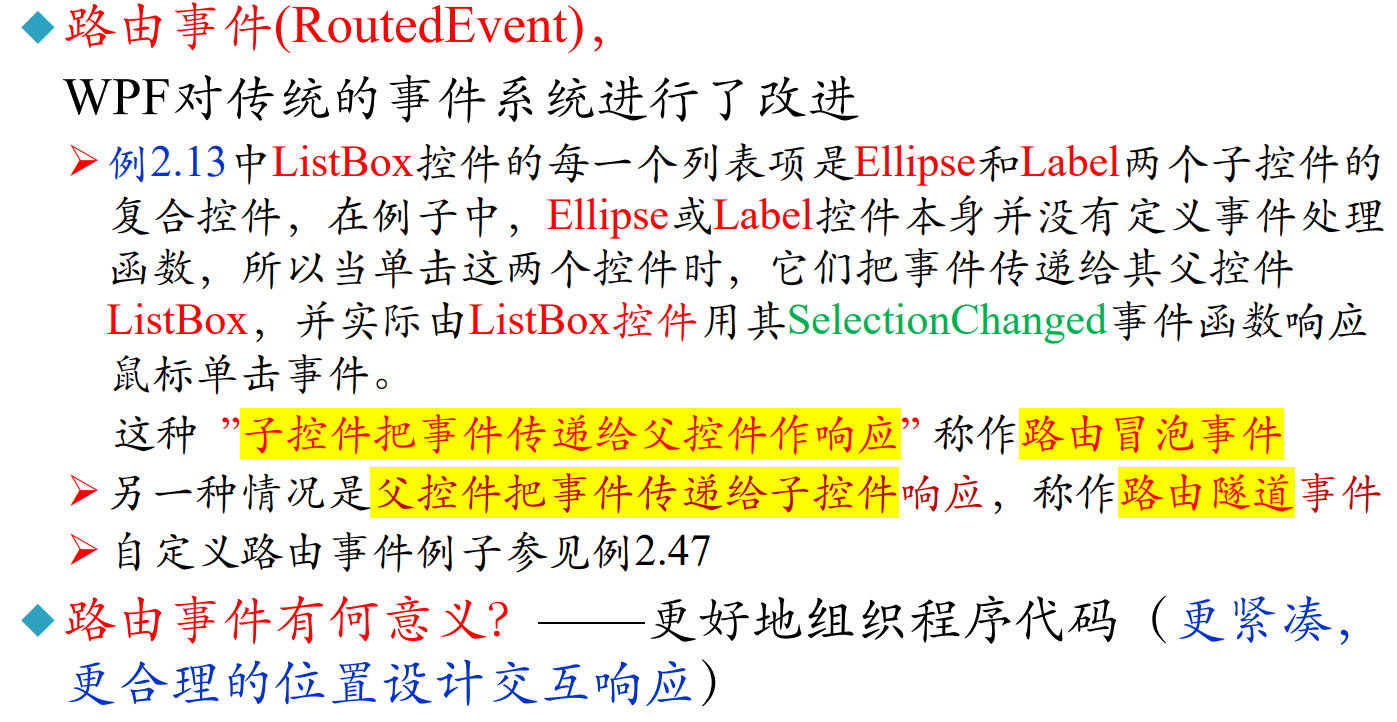 路由事件(RoutedEvent)，
WPF对传统的事件系统进行了改进
例2.13中ListBox控件的每一个列表项是Ellipse和Label两个子控件的
复合控件，在例子中，Ellipse或Label控件本身并没有定义事件处理
函数，所以当单击这两个控件时，它们把事件传递给其父控件
ListBox，并实际由ListBox控件用其SelectionChanged事件函数响应
鼠标单击事件。
这种 ”子控件把事件传递给父控件作响应” 称作路由冒泡事件
另一种情况是父控件把事件传递给子控件响应，称作路由隧道事件
自定义路由事件例子参见例2.47
路由事件有何意义？——更好地组织程序代码（更紧凑，
更合理的位置设计交互响应）